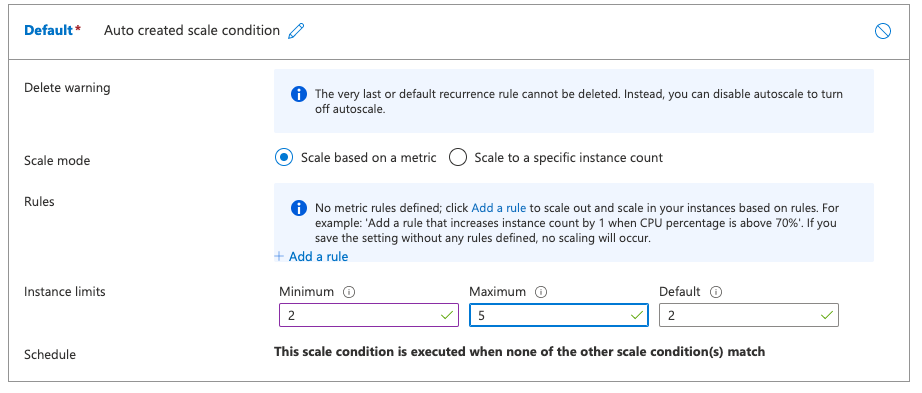 Default* Auto created scale condition
Delete warning
The very last or default recurrence rule cannot be deleted. Instead, you can disable autoscale to turn
off autoscale.
Scale mode
Scale based on a metric
Scale to a specific instance count
Rules
No metric rules defined; click Add a rule to scale out and scale in your instances based on rules. For
example: 'Add a rule that increases instance count by 1 when CPU percentage is above 70%'. If you
save the setting without any rules defined, no scaling will occur.
+ Add a rule
Instance limits
Minimum
Maximum
Default
2
5
2
Schedule
This scale condition is executed when none of the other scale condition(s) match